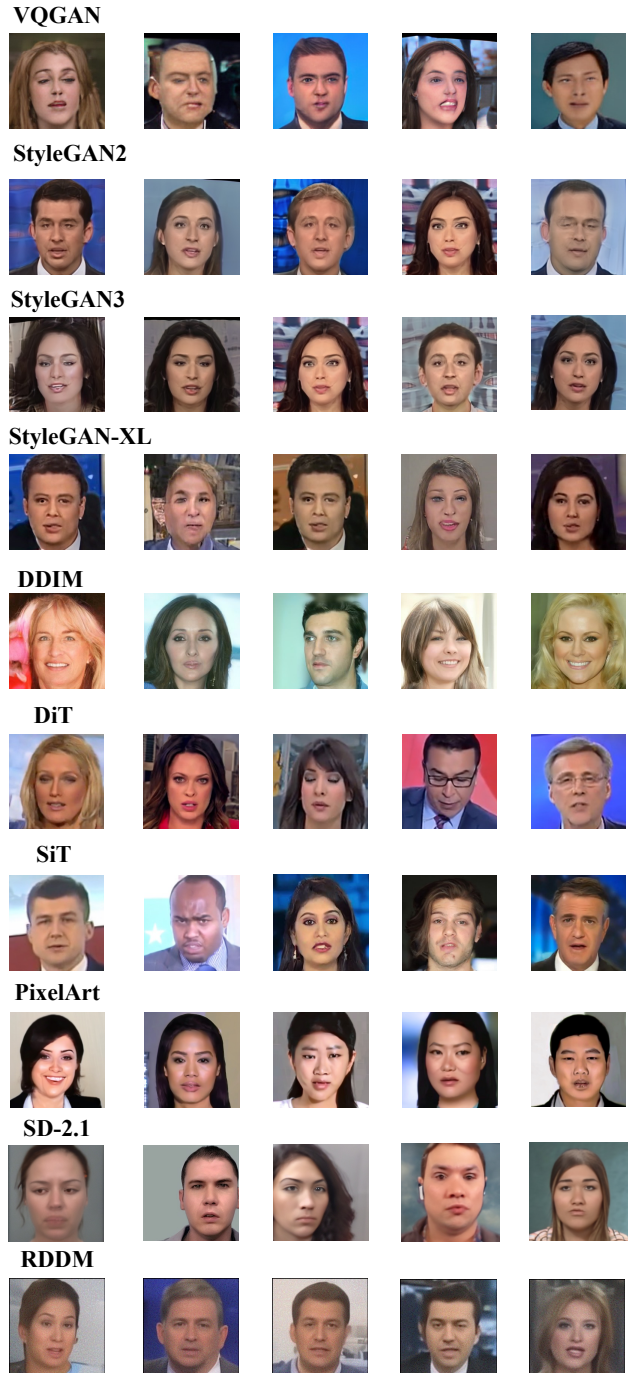 VQGAN
StyleGAN2
StyleGAN3
StyleGAN-XL
DDIM
DiT
SiT
PixelArt
SD-2.1
RDDM